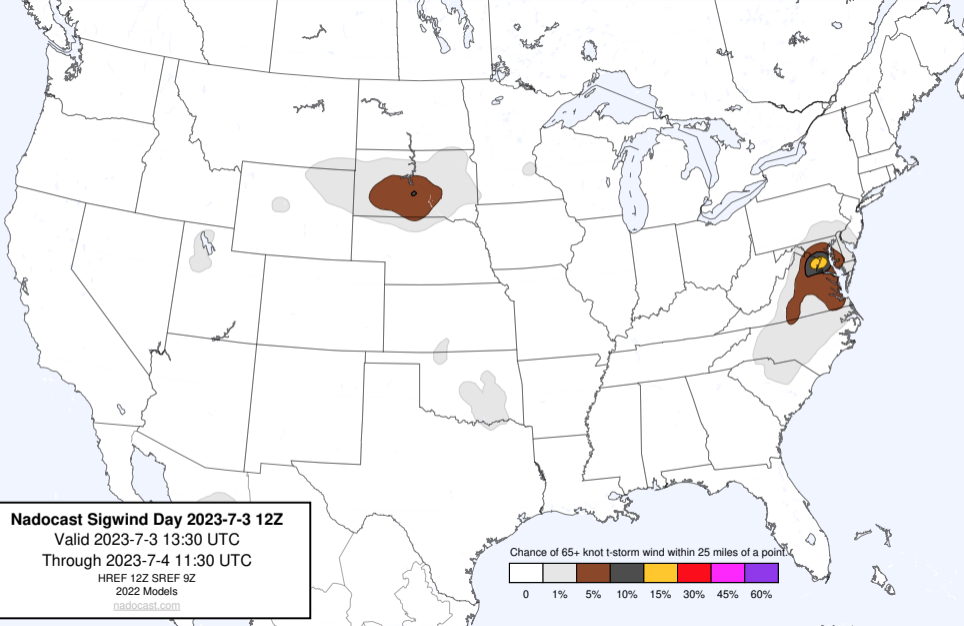 Nadocast Sigwind Day 2023-7-3 12Z
Valid 2023-7-3 13:30 UTC
Through 2023-7-4 11:30 UTC
HREF 12Z SREF 9Z
2022 Models
nadocast.com
Chance of 65+ knot t-storm wind within 25 miles of a point.
0 1% 5% 10% 15% 30% 45% 60%